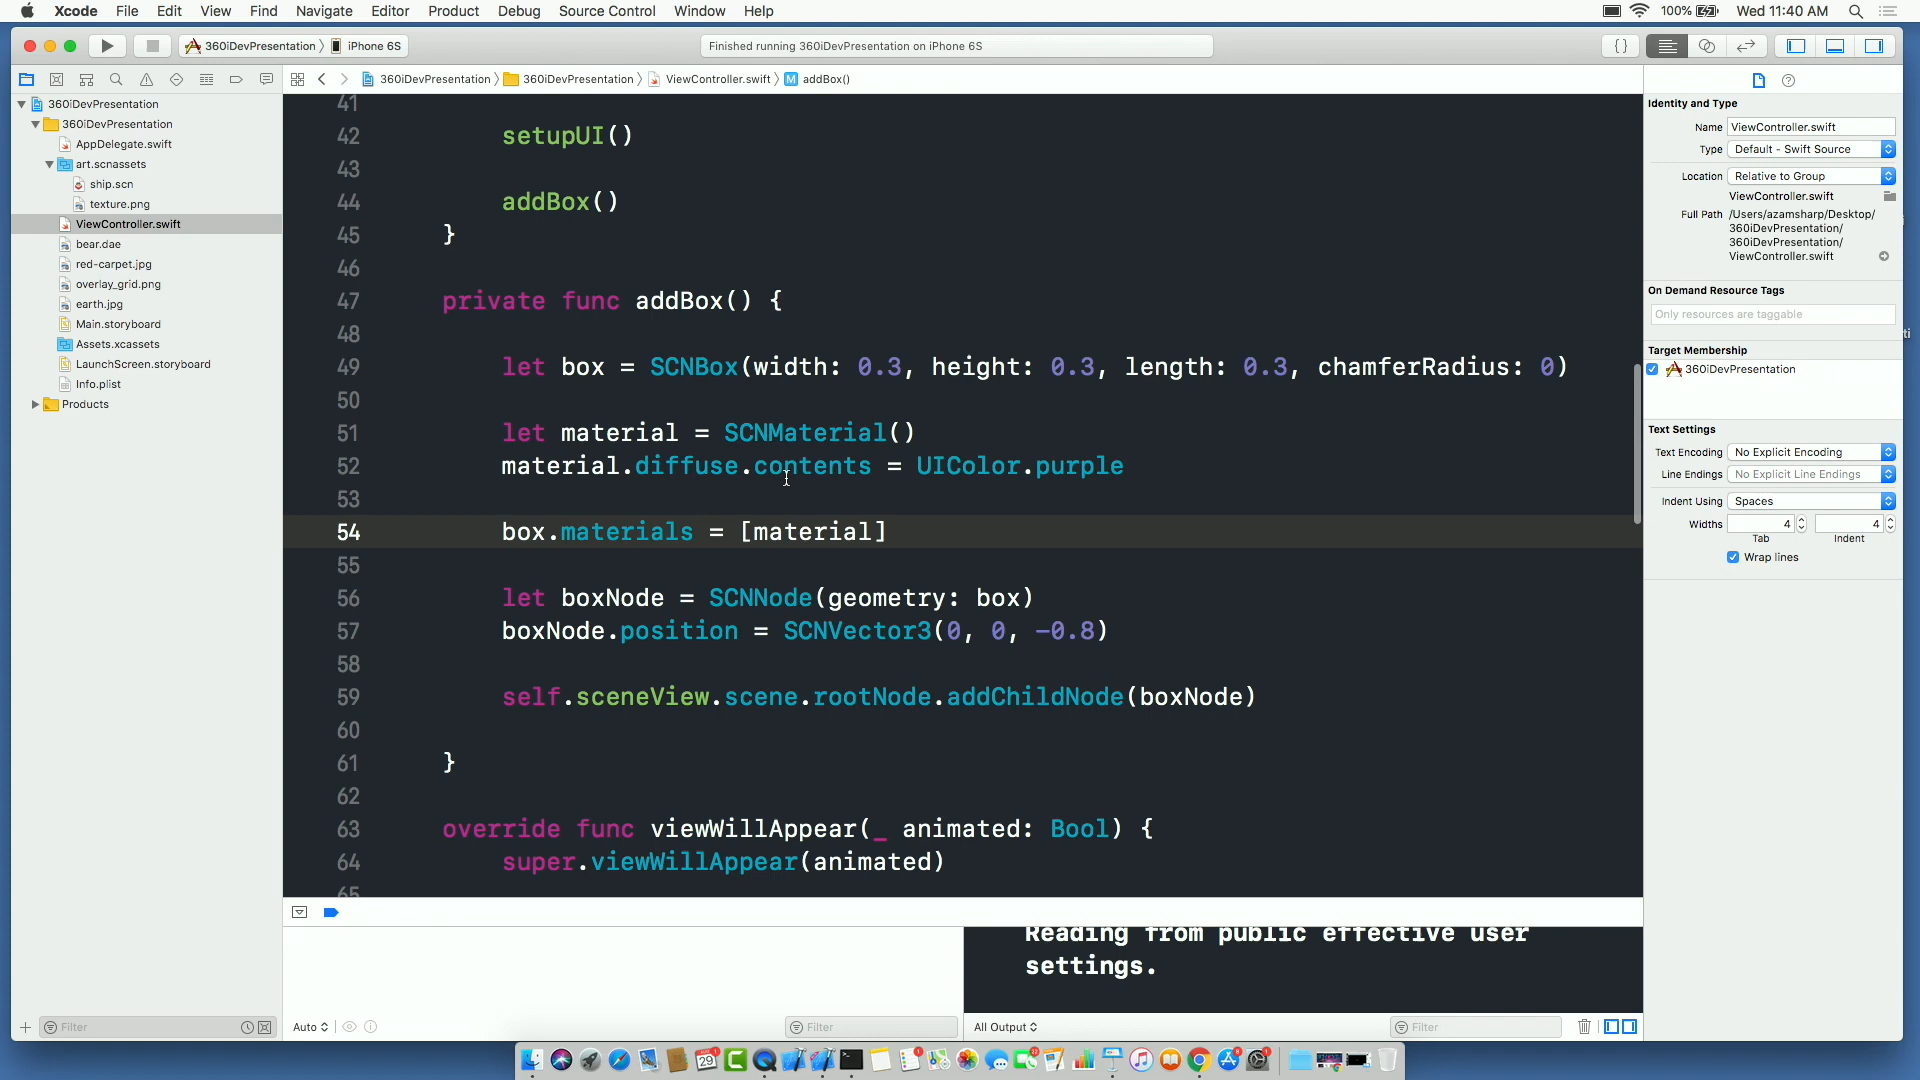 Xcode File Edit View Find Navigate Editor Product Debug Source Control Window Help
100% Wed 11:40 AM
360iDevPresentation iPhone 6S
Finished running 360iDevPresentation on iPhone 6S
360iDevPresentation 360iDevPresentation ViewController.swift M addBox()
360iDevPresentation
360iDevPresentation
AppDelegate.swift
art.scnassets
ship.scn
texture.png
ViewController.swift
bear.dae
red-carpet.jpg
overlay_grid.png
earth.jpg
Main.storyboard
Assets.xcassets
LaunchScreen.storyboard
Info.plist
Products
Filter
41
42 setupUI()
43
44 addBox()
45 }
46
47 private func addBox() {
48
49 let box = SCNBox(width: 0.3, height: 0.3, length: 0.3, chamferRadius: 0)
50
51 let material = SCNMaterial()
52 material.diffuse.contents = UIColor.purple
53
54 box.materials = [material]
55
56 let boxNode = SCNNode(geometry: box)
57 boxNode.position = SCNVector3(0, 0, -0.8)
58
59 self.sceneView.scene.rootNode.addChildNode(boxNode)
60
61 }
62
63 override func viewWillAppear(_ animated: Bool) {
64 super.viewWillAppear(animated)
65
Reading from public effective user
settings.
Auto
Filter
All Output
Filter
Identity and Type
Name ViewController.swift
Type Default - Swift Source
Location Relative to Group
ViewController.swift
Full Path /Users/azamsharp/Desktop/
360iDevPresentation/
360iDevPresentation/
ViewController.swift
On Demand Resource Tags
Only resources are taggable
Target Membership
360iDevPresentation
Text Settings
Text Encoding No Explicit Encoding
Line Endings No Explicit Line Endings
Indent Using Spaces
Widths 4 4
Tab Indent
Wrap lines
ti
29